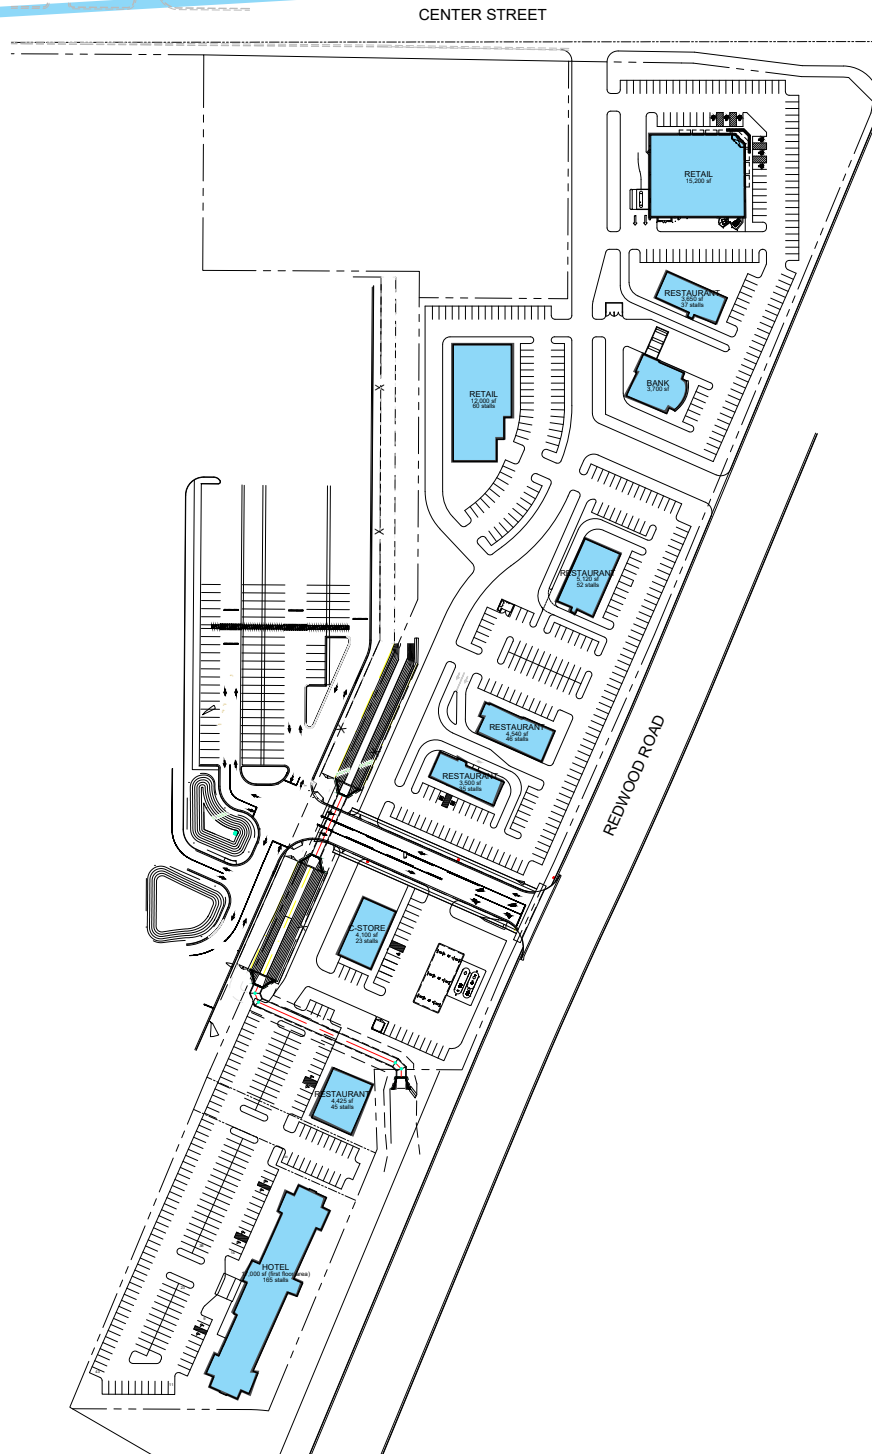 CENTER STREET
RETAIL
15,200 sf
RESTAURANT
3,650 sf
37 stalls
BANK
3,700 sf
RETAIL
12,000 sf
60 stalls
RESTAURANT
5,120 sf
52 stalls
RESTAURANT
4,540 sf
46 stalls
RESTAURANT
3,500 sf
35 stalls
REDWOOD ROAD
C-STORE
4,100 sf
23 stalls
RESTAURANT
4,425 sf
45 stalls
HOTEL
(first floor area)
165 stalls